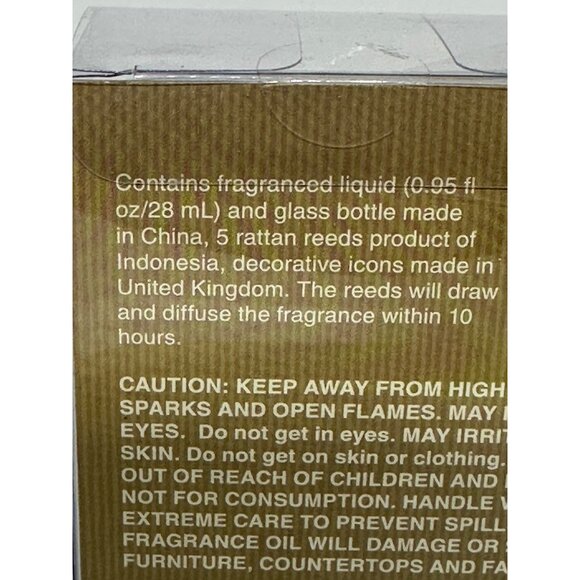 Contains fragranced liquid (0.95 fl
oz/28 mL) and glass bottle made
in China, 5 rattan reeds product of
Indonesia, decorative icons made in
United Kingdom. The reeds will draw
and diffuse the fragrance within 10
hours.
CAUTION: KEEP AWAY FROM HIGH
SPARKS AND OPEN FLAMES. MAY
EYES. Do not get in eyes. MAY
SKIN. Do not get on skin or clothing.
OUT OF REACH OF CHILDREN AND
NOT FOR CONSUMPTION. HANDLE
EXTREME CARE TO PREVENT SPILL
FRAGRANCE OIL WILL DAMAGE OR
FURNITURE, COUNTERTOPS AND